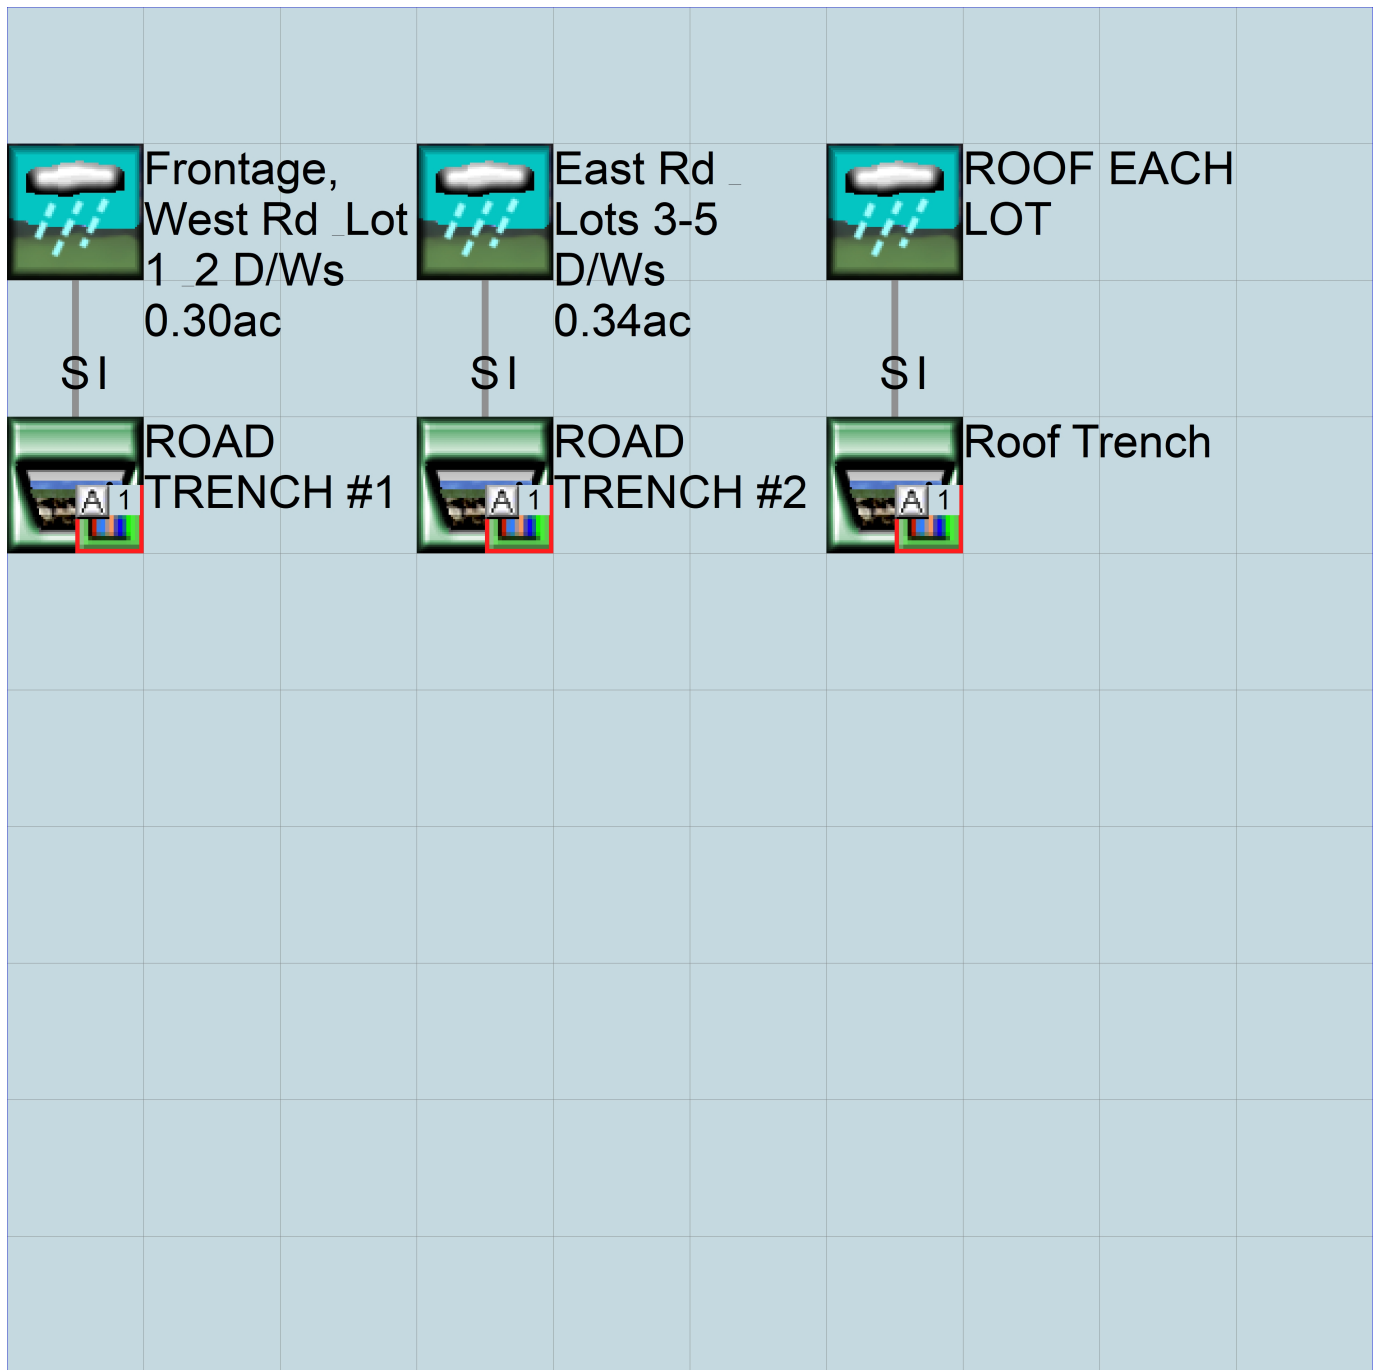 Frontage,
West Rd _Lot
1 _2 D/Ws
0.30ac
East Rd _
Lots 3-5
D/Ws
0.34ac
ROOF EACH
LOT
S I
S I
S I
ROAD
TRENCH #1
A 1
ROAD
TRENCH #2
A 1
Roof Trench
A 1